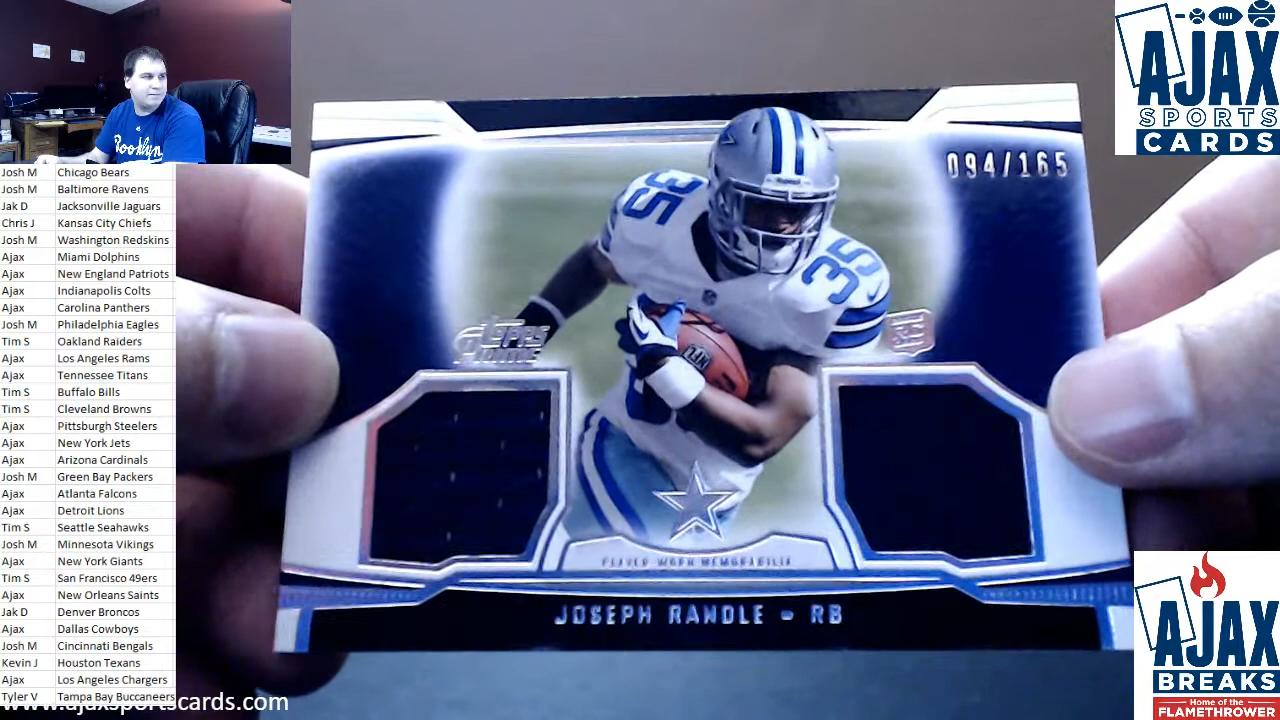 Brooklyn
Josh M Chicago Bears
Josh M Baltimore Ravens
Jak D Jacksonville Jaguars
Chris J Kansas City Chiefs
Josh M Washington Redskins
Ajax Miami Dolphins
Ajax New England Patriots
Ajax Indianapolis Colts
Ajax Carolina Panthers
Josh M Philadelphia Eagles
Tim S Oakland Raiders
Ajax Los Angeles Rams
Ajax Tennessee Titans
Tim S Buffalo Bills
Tim S Cleveland Browns
Ajax Pittsburgh Steelers
Ajax New York Jets
Ajax Arizona Cardinals
Josh M Green Bay Packers
Ajax Atlanta Falcons
Ajax Detroit Lions
Tim S Seattle Seahawks
Josh M Minnesota Vikings
Ajax New York Giants
Tim S San Francisco 49ers
Ajax New Orleans Saints
Jak D Denver Broncos
Ajax Dallas Cowboys
Josh M Cincinnati Bengals
Kevin J Houston Texans
Ajax Los Angeles Chargers
Tyler V Tampa Bay Buccaneers
www.ajaxsportscards.com
094/165
35
35
TOPPS
PRIME
PLAYER-WORN MEMORABILIA
JOSEPH RANDLE - RB
AJAX
SPORTS
CARDS
AJAX
BREAKS
Home of the
FLAMETHROWER